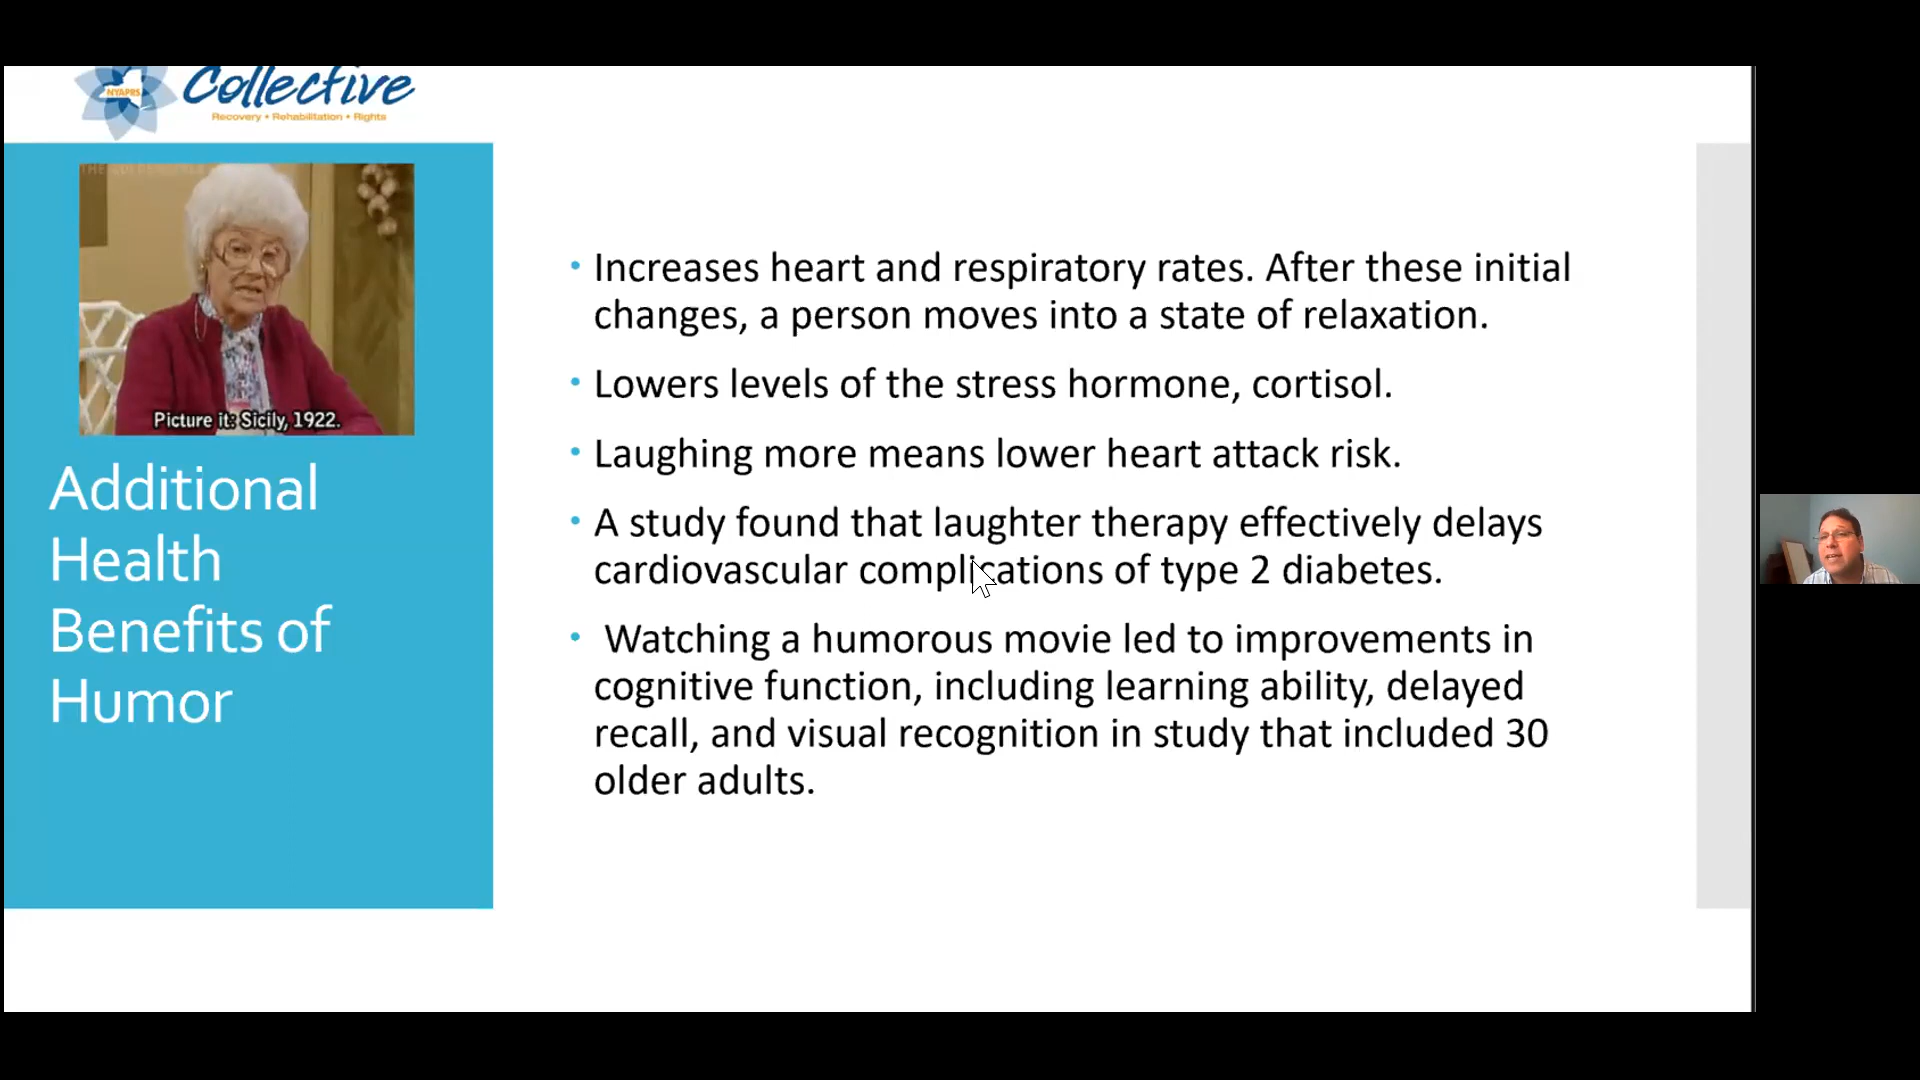 NYAPRS
Collective
Recovery • Rehabilitation • Rights
Picture it: Sicily, 1922.
Additional
Health
Benefits of
Humor
• Increases heart and respiratory rates. After these initial
changes, a person moves into a state of relaxation.
• Lowers levels of the stress hormone, cortisol.
• Laughing more means lower heart attack risk.
• A study found that laughter therapy effectively delays
cardiovascular complications of type 2 diabetes.
• Watching a humorous movie led to improvements in
cognitive function, including learning ability, delayed
recall, and visual recognition in study that included 30
older adults.